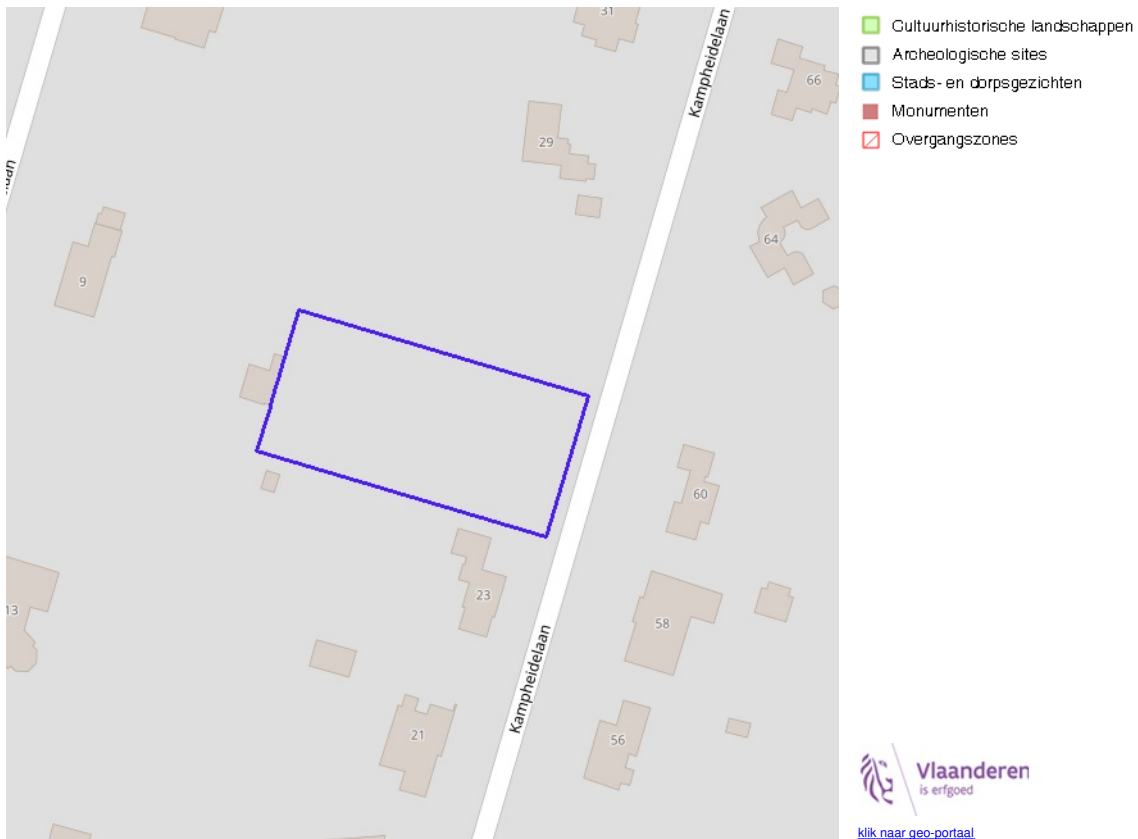 31
Kampheidelaan
66
29
9
64
60
23
58
13
Kampheidelaan
21
56
Cultuurhistorische landschappen
Archeologische sites
Stads- en dorpsgezichten
Monumenten
Overgangszones
Vlaanderen
is erfgoed
klik naar geo-portaal